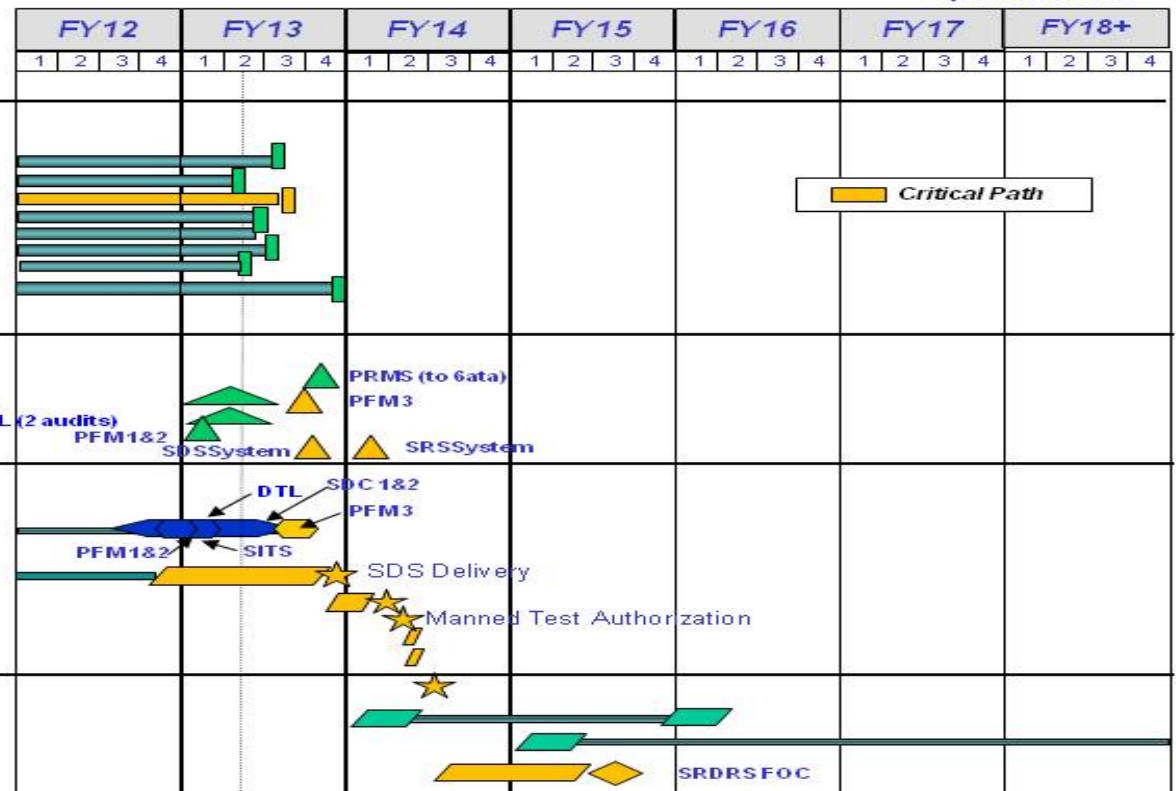 FY12 FY13 FY14 FY15 FY16 FY17 FY18+
1 2 3 4 1 2 3 4 1 2 3 4 1 2 3 4 1 2 3 4 1 2 3 4 1 2 3 4
Critical Path
PRMS (to 6ata)
PFM3
L (2 audits)
PFM1&2
SDSSystem
SRSSystem
DTL
SDC 1&2
PFM3
PFM1&2
SITS
SDS Delivery
Manned Test Authorization
SRDRS FOC